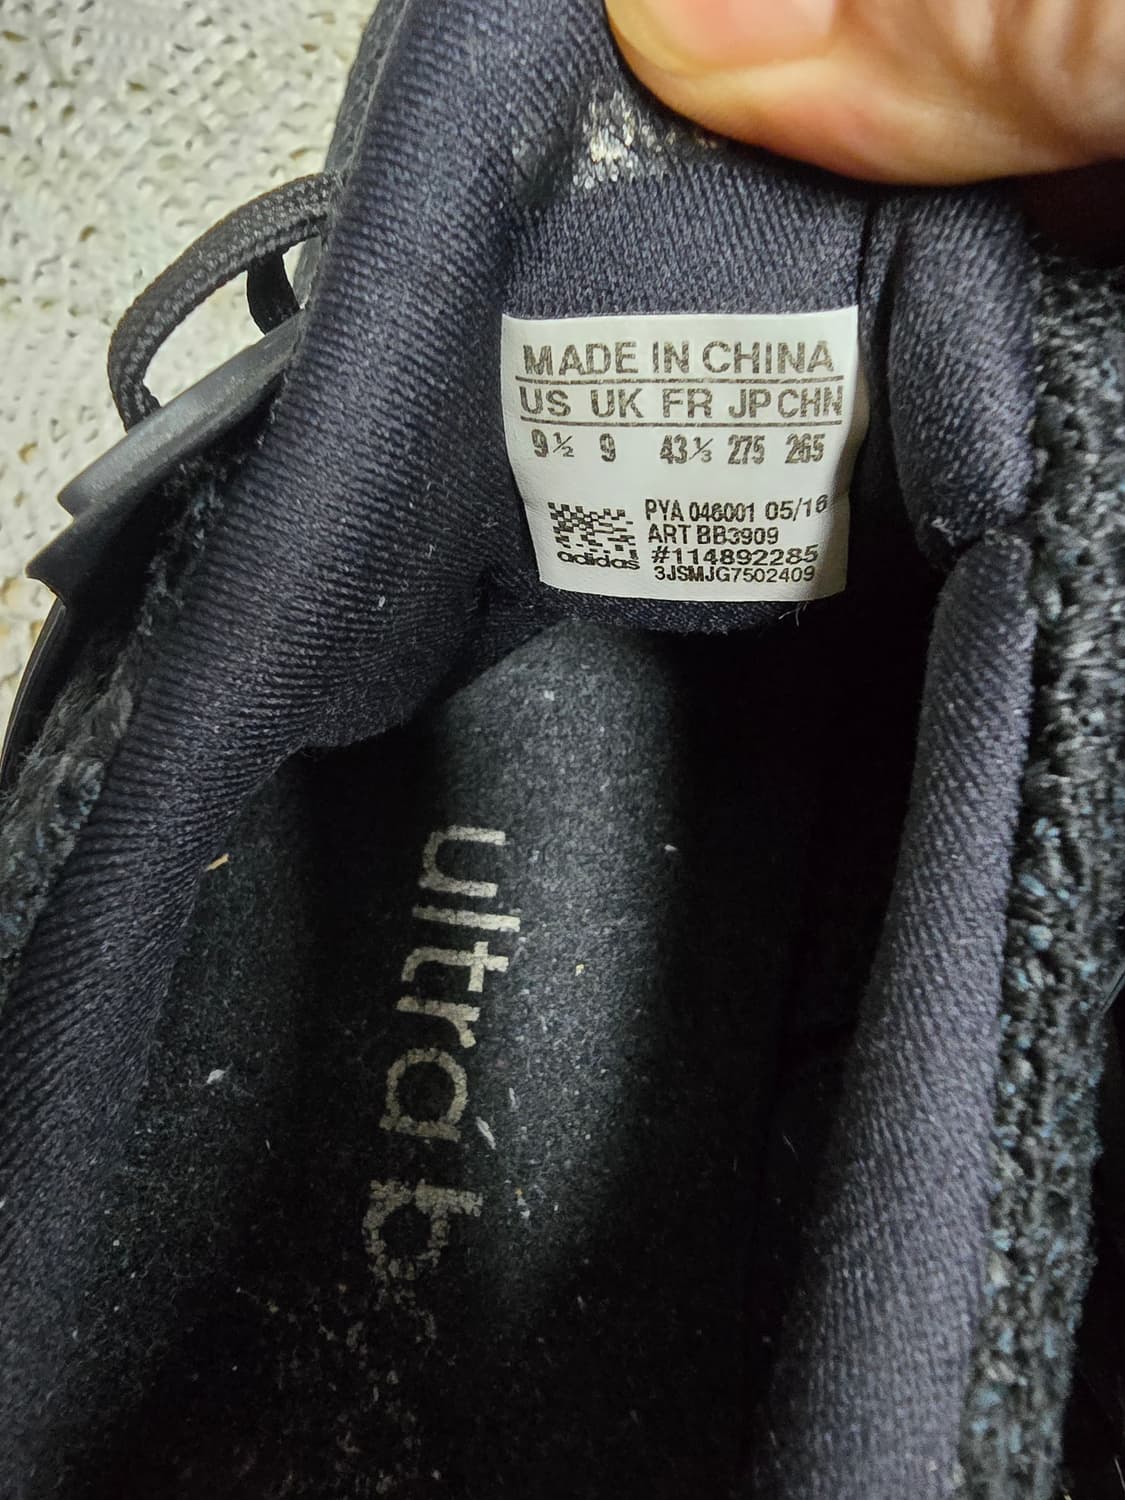 MADE IN CHINA
US UK FR JP CHN
9½ 9 43⅓ 275 265
PYA 046001 05/16
ART BB3909
#114892285
3JSMJG7502409
adidas
ultra b